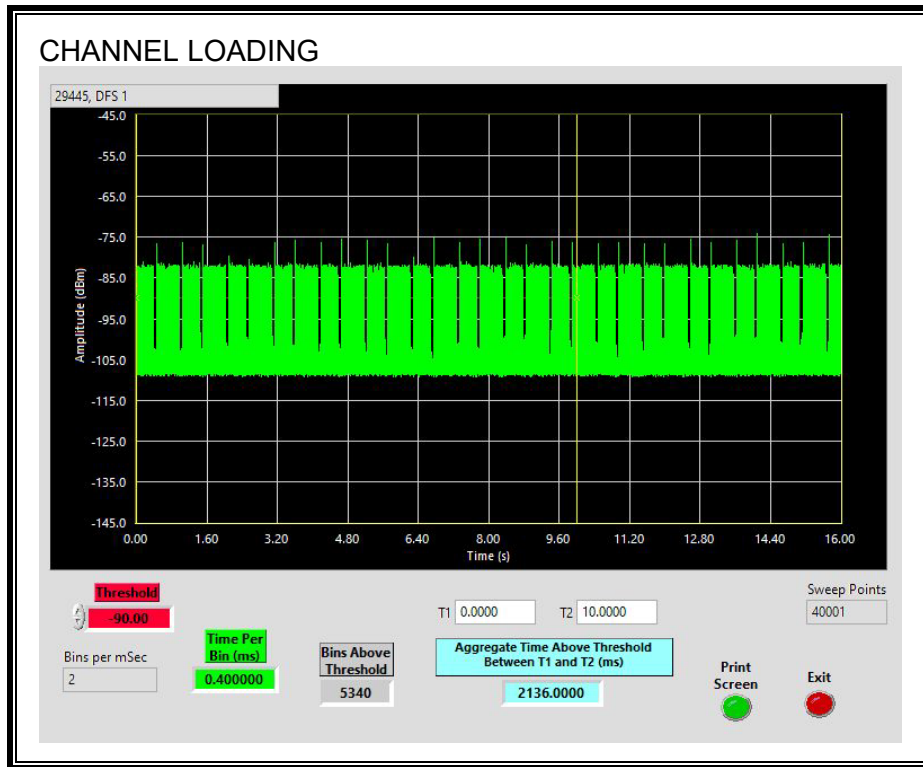 CHANNEL LOADING
29445, DFS 1
-45.0
-55.0
-65.0
-75.0
-85.0
-95.0
-105.0
-115.0
-125.0
-135.0
-145.0
Amplitude (dBm)
0.00 1.60 3.20 4.80 6.40 8.00 9.60 11.20 12.80 14.40 16.00
Time (s)
Threshold
-90.00
Bins per mSec
2
Time Per
Bin (ms)
0.400000
Bins Above
Threshold
5340
T1 0.0000 T2 10.0000
Aggregate Time Above Threshold
Between T1 and T2 (ms)
2136.0000
Sweep Points
40001
Print
Screen
Exit